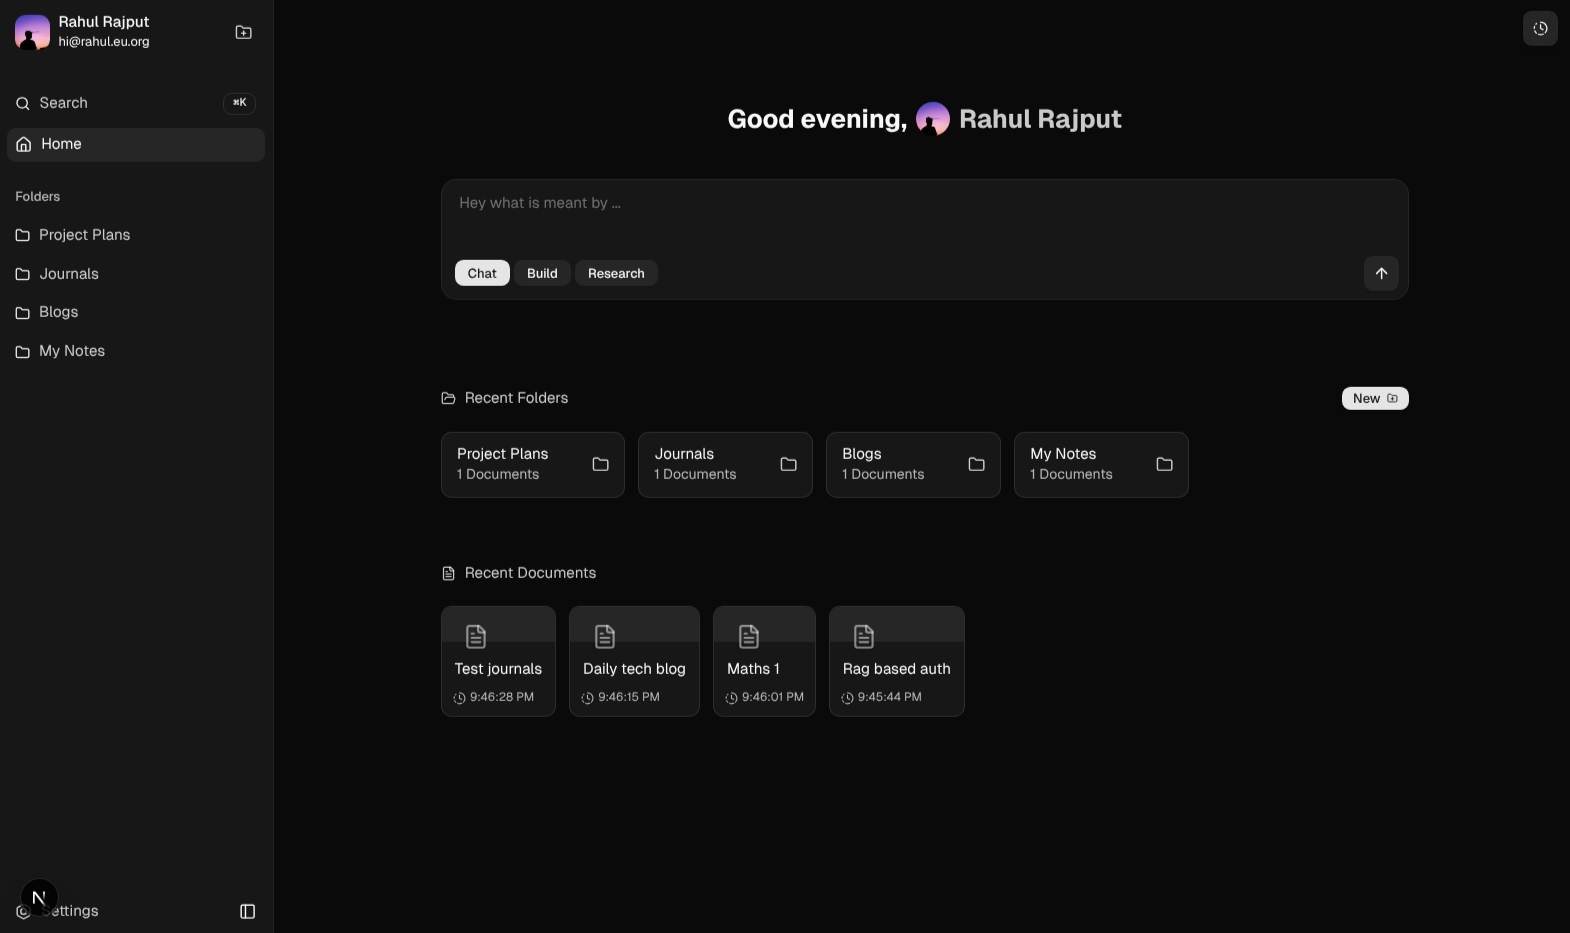 Rahul Rajput
hi@rahul.eu.org
Search
⌘K
Home
Folders
Project Plans
Journals
Blogs
My Notes
N
ettings
Good evening, Rahul Rajput
Hey what is meant by ...
Chat
Build
Research
Recent Folders
New
Project Plans
1 Documents
Journals
1 Documents
Blogs
1 Documents
My Notes
1 Documents
Recent Documents
Test journals
9:46:28 PM
Daily tech blog
9:46:15 PM
Maths 1
9:46:01 PM
Rag based auth
9:45:44 PM